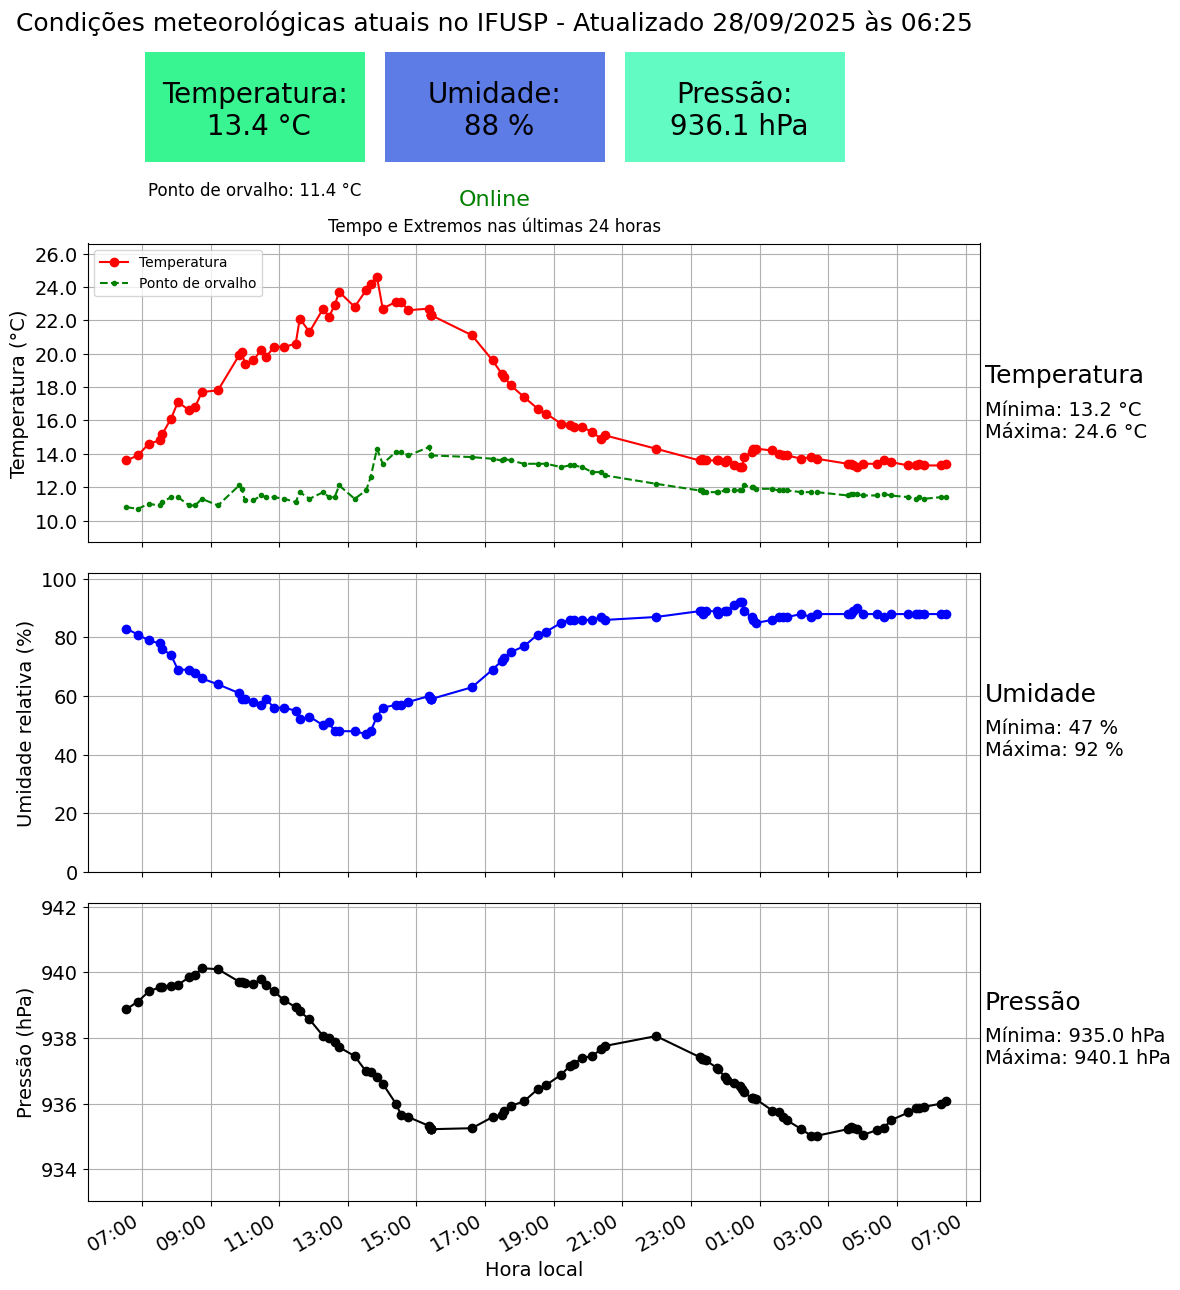 Condições meteorológicas atuais no IFUSP - Atualizado 28/09/2025 às 06:25
Temperatura:
13.4 °C
Umidade:
88 %
Pressão:
936.1 hPa
Ponto de orvalho: 11.4 °C
Online
Tempo e Extremos nas últimas 24 horas
Temperatura (°C)
26.0
24.0
22.0
20.0
18.0
16.0
14.0
12.0
10.0
Temperatura
Ponto de orvalho
Temperatura
Mínima: 13.2 °C
Máxima: 24.6 °C
Umidade relativa (%)
100
80
60
40
20
0
Umidade
Mínima: 47 %
Máxima: 92 %
Pressão (hPa)
942
940
938
936
934
Pressão
Mínima: 935.0 hPa
Máxima: 940.1 hPa
07:00 09:00 11:00 13:00 15:00 17:00 19:00 21:00 23:00 01:00 03:00 05:00 07:00
Hora local